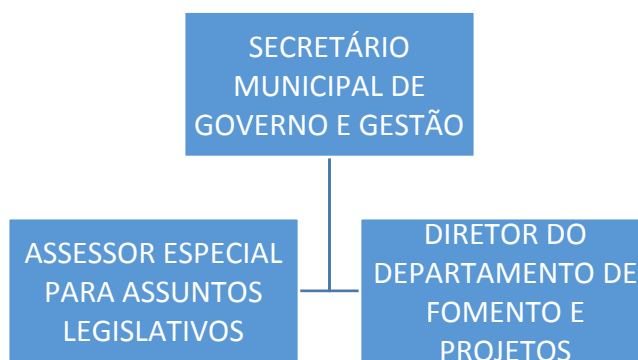 SECRETÁRIO
MUNICIPAL DE
GOVERNO E GESTÃO
ASSESSOR ESPECIAL
PARA ASSUNTOS
LEGISLATIVOS
DIRETOR DO
DEPARTAMENTO DE
FOMENTO E
PROJETOS